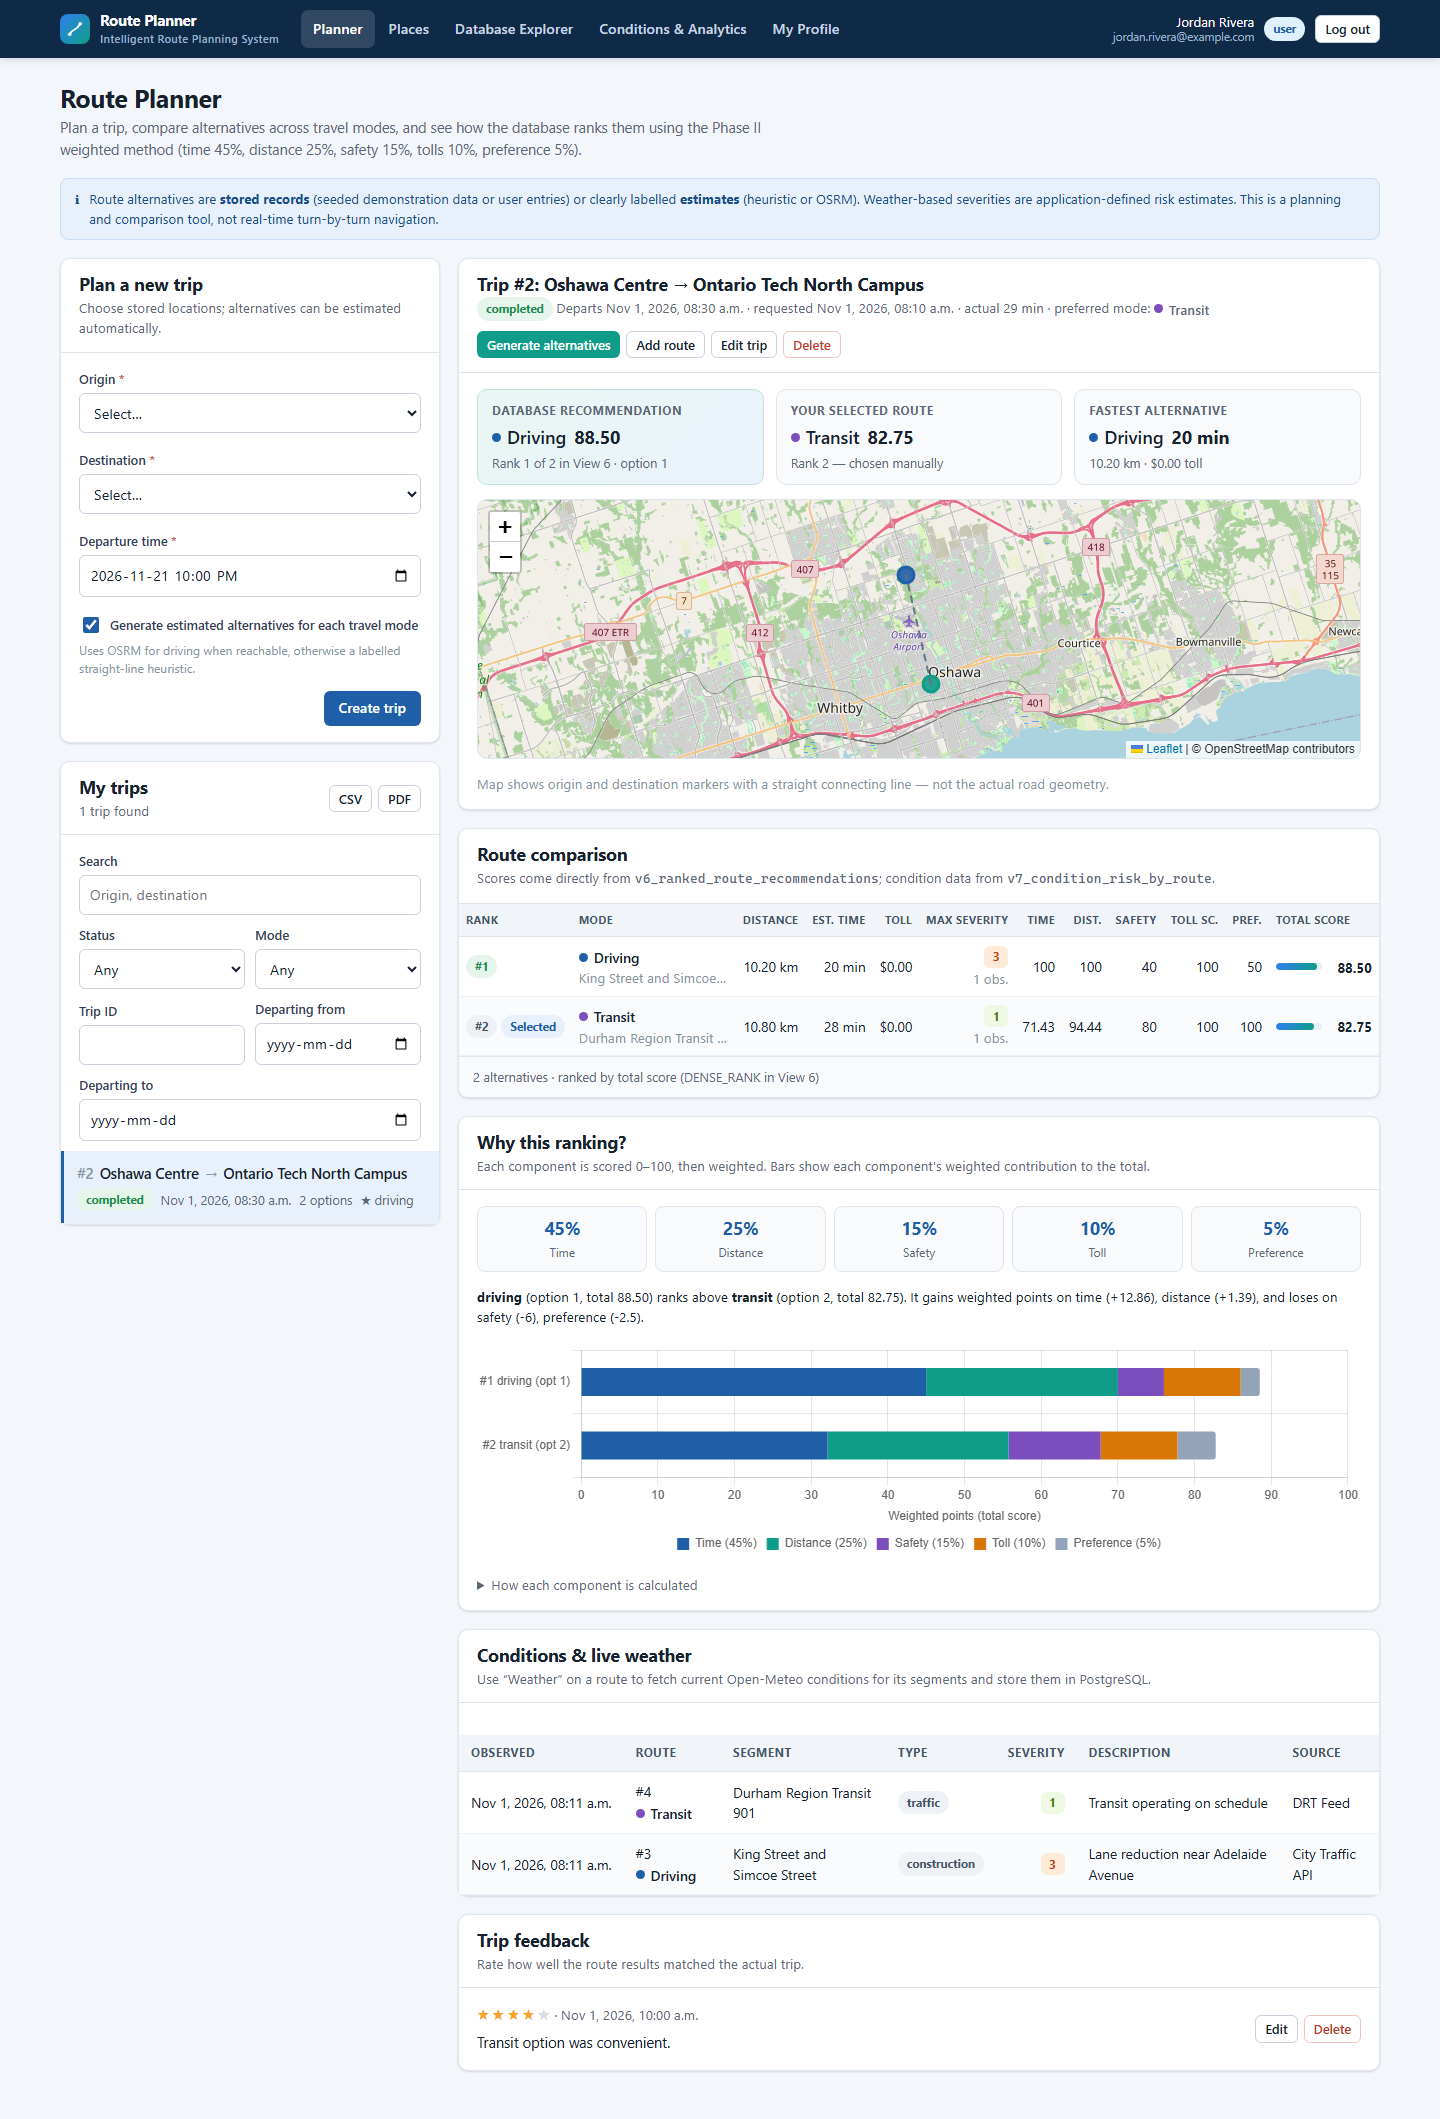 Route Planner
Intelligent Route Planning System
Planner
Places
Database Explorer
Conditions & Analytics
My Profile
Jordan Rivera
jordan.rivera@example.com
user
Log out
Route Planner
Plan a trip, compare alternatives across travel modes, and see how the database ranks them using the Phase II
weighted method (time 45%, distance 25%, safety 15%, tolls 10%, preference 5%).
i Route alternatives are stored records (seeded demonstration data or user entries) or clearly labelled estimates (heuristic or OSRM). Weather-based severities are application-defined risk estimates. This is a planning
and comparison tool, not real-time turn-by-turn navigation.
Plan a new trip
Choose stored locations; alternatives can be estimated
automatically.
Origin *
Select...
Destination *
Select...
Departure time *
2026-11-21 10:00 PM
Generate estimated alternatives for each travel mode
Uses OSRM for driving when reachable, otherwise a labelled
straight-line heuristic.
Create trip
My trips
1 trip found
CSV
PDF
Search
Origin, destination
Status
Mode
Any
Any
Trip ID
Departing from
yyyy-mm-dd
Departing to
yyyy-mm-dd
#2 Oshawa Centre → Ontario Tech North Campus
completed Nov 1, 2026, 08:30 a.m. 2 options ★ driving
Trip #2: Oshawa Centre → Ontario Tech North Campus
completed Departs Nov 1, 2026, 08:30 a.m. · requested Nov 1, 2026, 08:10 a.m. · actual 29 min · preferred mode: Transit
Generate alternatives
Add route
Edit trip
Delete
DATABASE RECOMMENDATION
Driving 88.50
Rank 1 of 2 in View 6 · option 1
YOUR SELECTED ROUTE
Transit 82.75
Rank 2 — chosen manually
FASTEST ALTERNATIVE
Driving 20 min
10.20 km · $0.00 toll
+
−
407
418
35
115
7
407 ETR
412
Oshawa
Airport
Courtice
Bowmanville
Newca
Oshawa
401
Whitby
Leaflet | © OpenStreetMap contributors
Map shows origin and destination markers with a straight connecting line — not the actual road geometry.
Route comparison
Scores come directly from v6_ranked_route_recommendations; condition data from v7_condition_risk_by_route.
RANK MODE DISTANCE EST. TIME TOLL MAX SEVERITY TIME DIST. SAFETY TOLL SC. PREF. TOTAL SCORE
#1 Driving 10.20 km 20 min $0.00 3 100 100 40 100 50 88.50
King Street and Simcoe... 1 obs.
#2 Selected Transit 10.80 km 28 min $0.00 1 71.43 94.44 80 100 100 82.75
Durham Region Transit ... 1 obs.
2 alternatives · ranked by total score (DENSE_RANK in View 6)
Why this ranking?
Each component is scored 0–100, then weighted. Bars show each component's weighted contribution to the total.
45%
Time
25%
Distance
15%
Safety
10%
Toll
5%
Preference
driving (option 1, total 88.50) ranks above transit (option 2, total 82.75). It gains weighted points on time (+12.86), distance (+1.39), and loses on
safety (-6), preference (-2.5).
#1 driving (opt 1)
#2 transit (opt 2)
0 10 20 30 40 50 60 70 80 90 100
Weighted points (total score)
Time (45%) Distance (25%) Safety (15%) Toll (10%) Preference (5%)
▶ How each component is calculated
Conditions & live weather
Use “Weather” on a route to fetch current Open-Meteo conditions for its segments and store them in PostgreSQL.
OBSERVED ROUTE SEGMENT TYPE SEVERITY DESCRIPTION SOURCE
Nov 1, 2026, 08:11 a.m.
#4
Transit
Durham Region Transit
901
traffic
1
Transit operating on schedule
DRT Feed
Nov 1, 2026, 08:11 a.m.
#3
Driving
King Street and
Simcoe Street
construction
3
Lane reduction near Adelaide
Avenue
City Traffic
API
Trip feedback
Rate how well the route results matched the actual trip.
★★★★★ · Nov 1, 2026, 10:00 a.m.
Transit option was convenient.
Edit
Delete